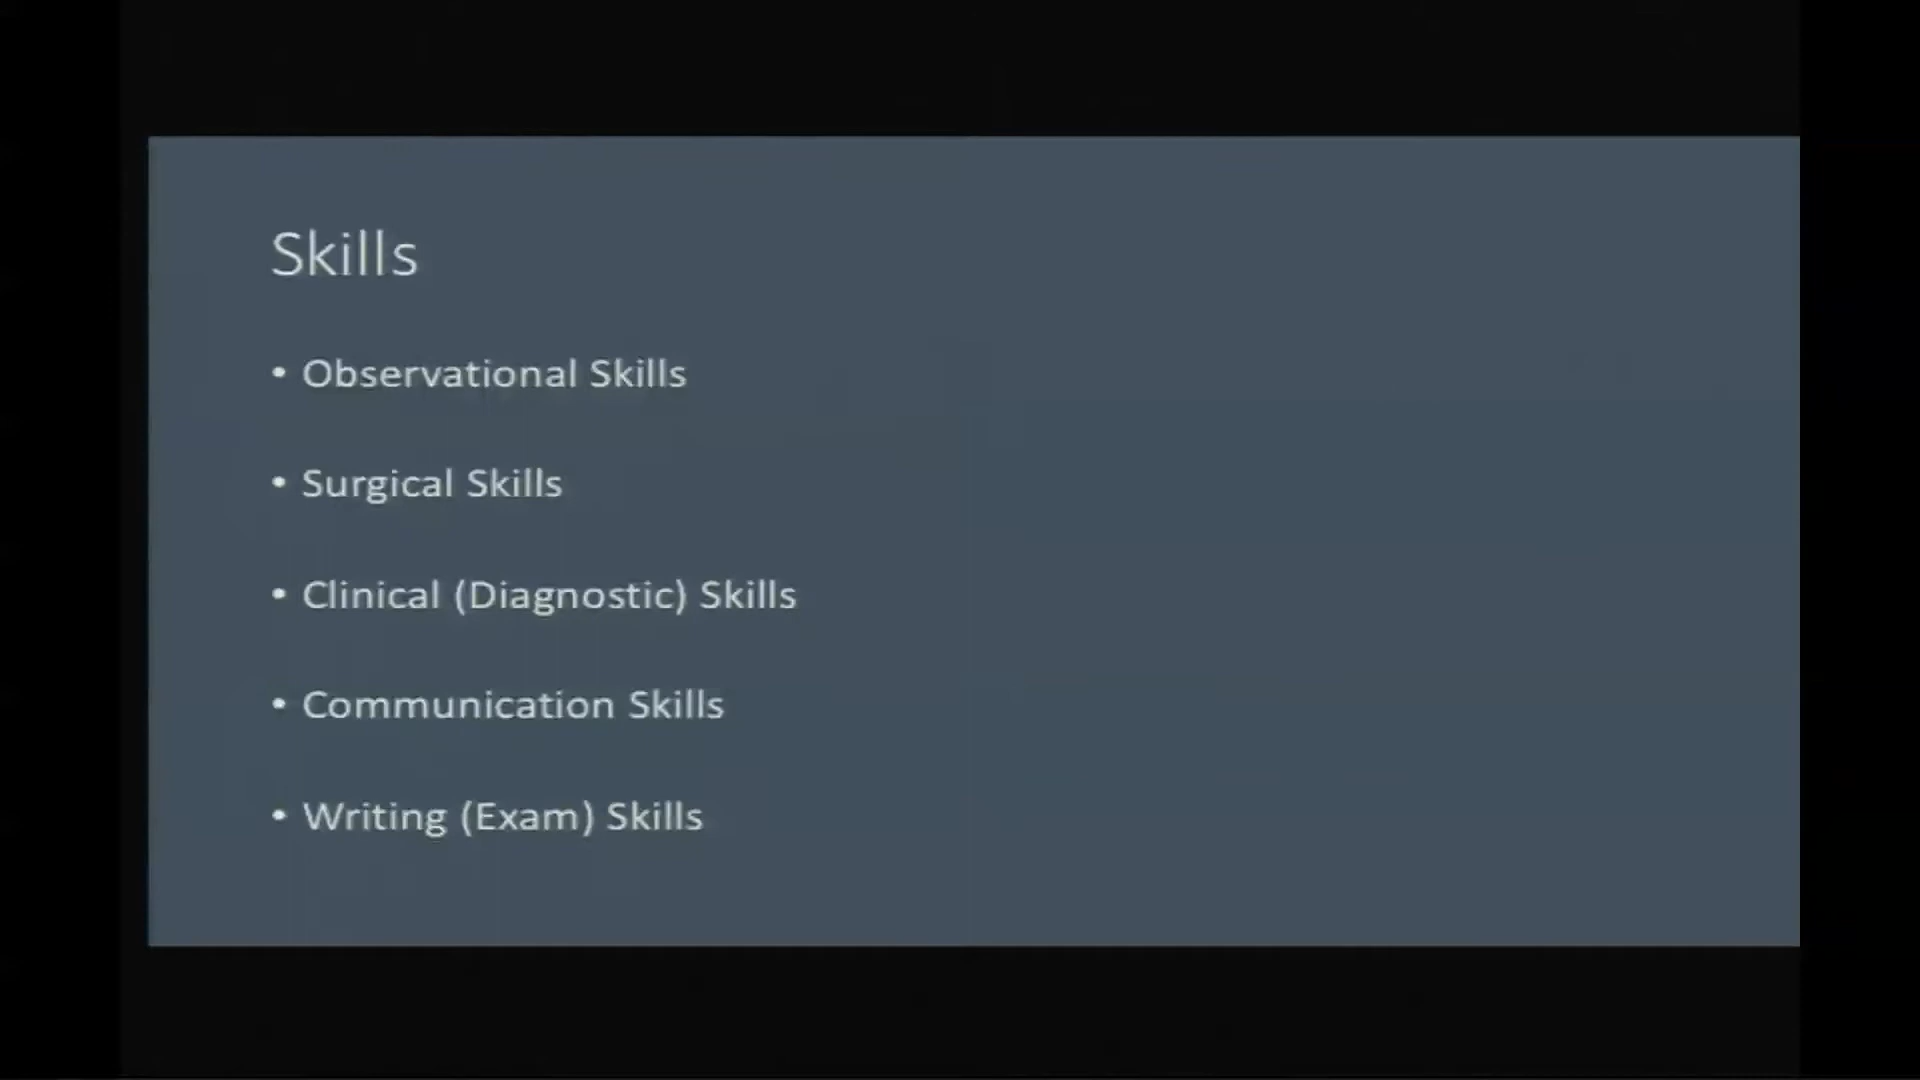 Skills
• Observational Skills
• Surgical Skills
• Clinical (Diagnostic) Skills
• Communication Skills
• Writing (Exam) Skills